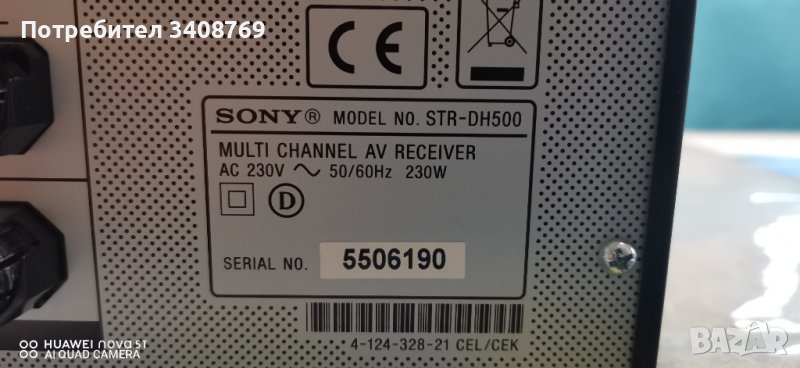 Потребител 3408769
CE
SONY® MODEL NO. STR-DH500
MULTI CHANNEL AV RECEIVER
AC 230V ~ 50/60Hz 230W
D
SERIAL NO. 5506190
4-124-328-21 CEL/CEK
HUAWEI nova 5T
AI QUAD CAMERA
BAZAR